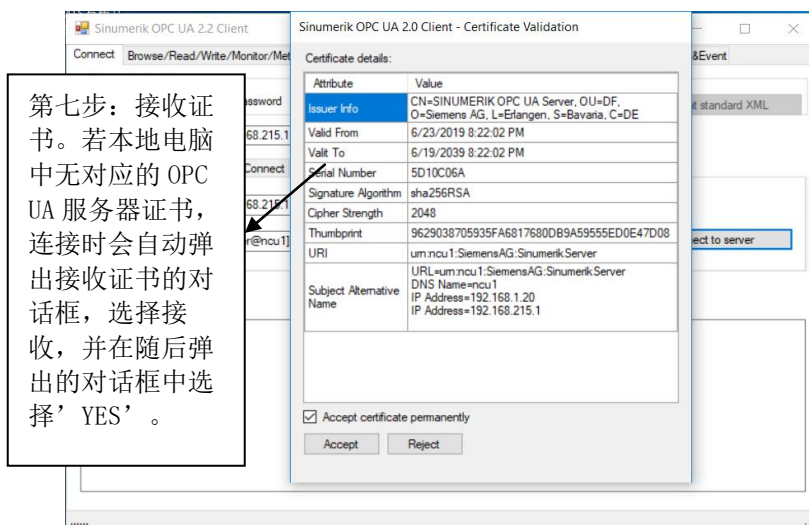 Sinumerik OPC UA 2.2 Client
Connect Browse/Read/Write/Monitor/Met
&Event
ssword
t standard XML
68.215.1
Connect
68.215.1
r@ncu1]
ect to server
第七步：接收证
书。若本地电脑
中无对应的 OPC
UA 服务器证书，
连接时会自动弹
出接收证书的对
话框，选择接
收，并在随后弹
出的对话框中选
择’YES’。
Sinumerik OPC UA 2.0 Client - Certificate Validation
Certificate details:
Attribute Value
Issuer Info CN=SINUMERIK OPC UA Server, OU=DF,
O=Siemens AG, L=Erlangen, S=Bavaria, C=DE
Valid From 6/23/2019 8:22:02 PM
Valit To 6/19/2039 8:22:02 PM
Serial Number 5D10C06A
Signature Algorithm sha256RSA
Cipher Strength 2048
Thumbprint 9629038705935FA6817680DB9A59555ED0E47D08
URI urn:ncu1:SiemensAG:SinumerikServer
Subject Alternative
Name
URL=urn:ncu1:SiemensAG:SinumerikServer
DNS Name=ncu1
IP Address=192.168.1.20
IP Address=192.168.215.1
Accept certificate permanently
Accept Reject